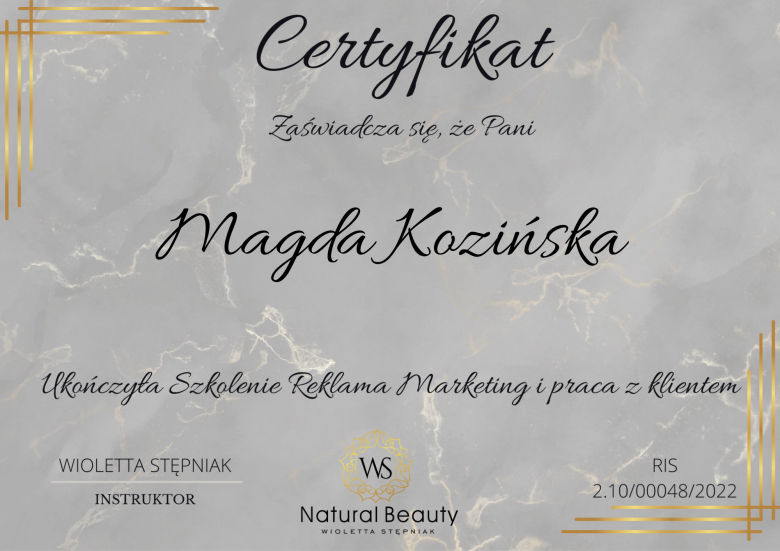 Certyfikat
Zaświadcza się, że Pani
Magda Kozińska
Ukończyła Szkolenie Reklama Marketing i praca z klientem
WIOLETTA STĘPNIAK
INSTRUKTOR
WS
Natural Beauty
WIOLETTA STĘPNIAK
RIS
2.10/00048/2022